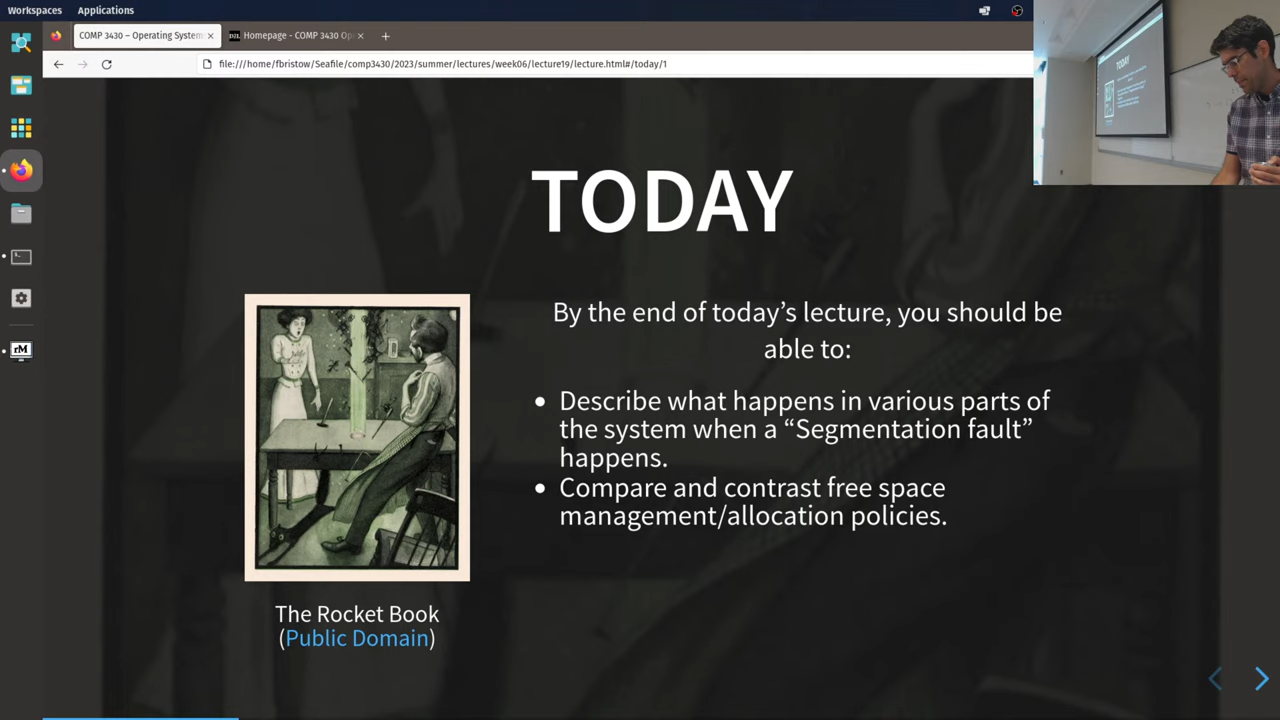 Workspaces
Applications
COMP 3430 – Operating System
Homepage - COMP 3430 Op
file:///home/fbristow/Seafile/comp3430/2023/summer/lectures/week06/lecture19/lecture.html#/today/1
TODAY
TODAY
By the end of today’s lecture, you should be
able to:
• Describe what happens in various parts of
the system when a “Segmentation fault”
happens.
• Compare and contrast free space
management/allocation policies.
The Rocket Book
(Public Domain)
rM